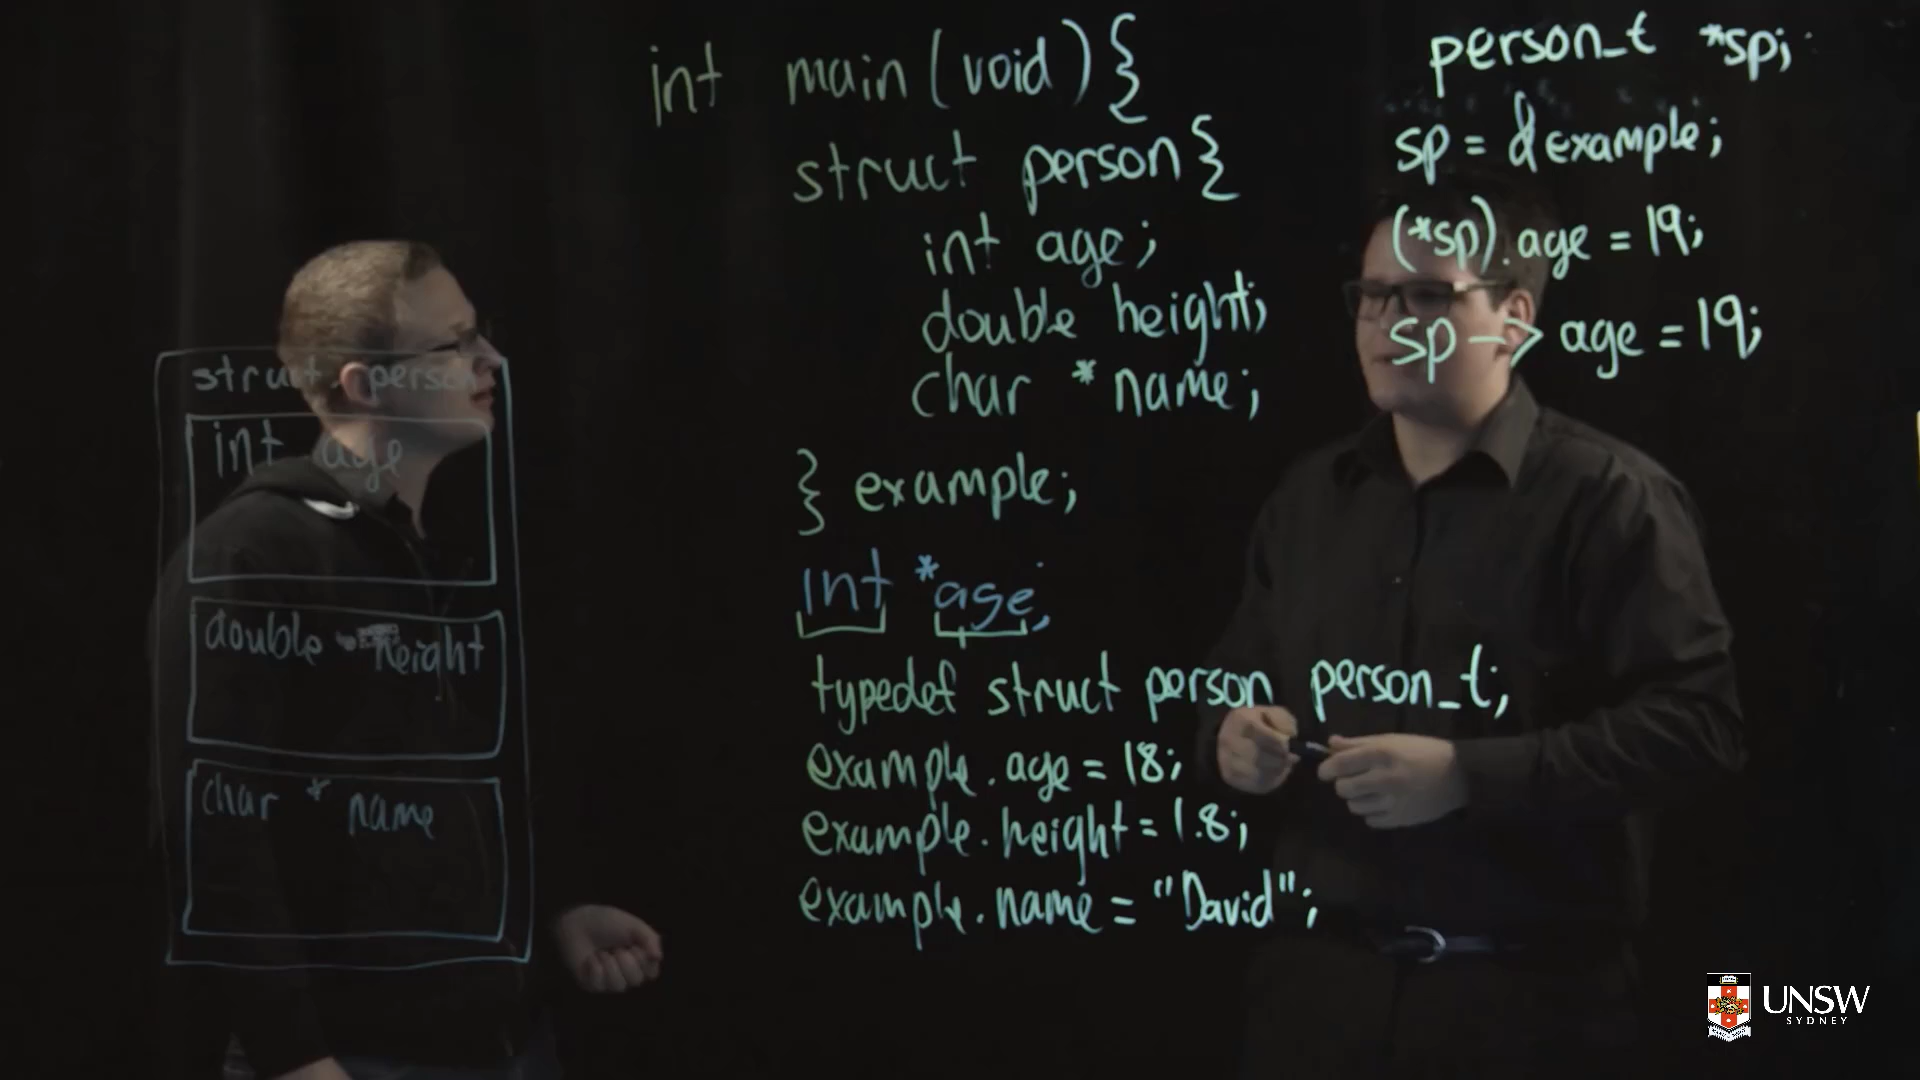 struct person
int age
double height
char * name
int main (void) {
struct person {
int age;
double height;
char * name;
} example;
int *age;
typedef struct person person_t;
example.age = 18;
example.height = 1.8;
example.name = "David";
person_t *sp;
sp = &example;
(*sp).age = 19;
sp -> age = 19;
UNSW
SYDNEY